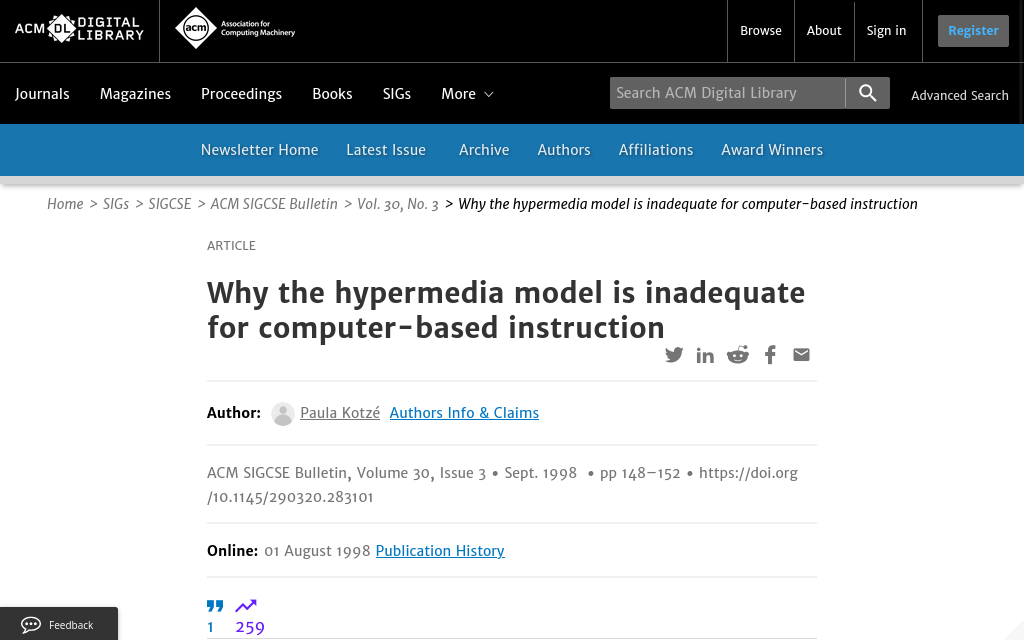 ACM DL DIGITAL LIBRARY
acm Association for Computing Machinery
Browse
About
Sign in
Register
Journals
Magazines
Proceedings
Books
SIGs
More
Search ACM Digital Library
Advanced Search
Newsletter Home
Latest Issue
Archive
Authors
Affiliations
Award Winners
Home > SIGs > SIGCSE > ACM SIGCSE Bulletin > Vol. 30, No. 3 > Why the hypermedia model is inadequate for computer-based instruction
ARTICLE
Why the hypermedia model is inadequate
for computer-based instruction
Author: Paula Kotzé Authors Info & Claims
ACM SIGCSE Bulletin, Volume 30, Issue 3 • Sept. 1998 • pp 148–152 • https://doi.org
/10.1145/290320.283101
Online: 01 August 1998 Publication History
1
259
Feedback